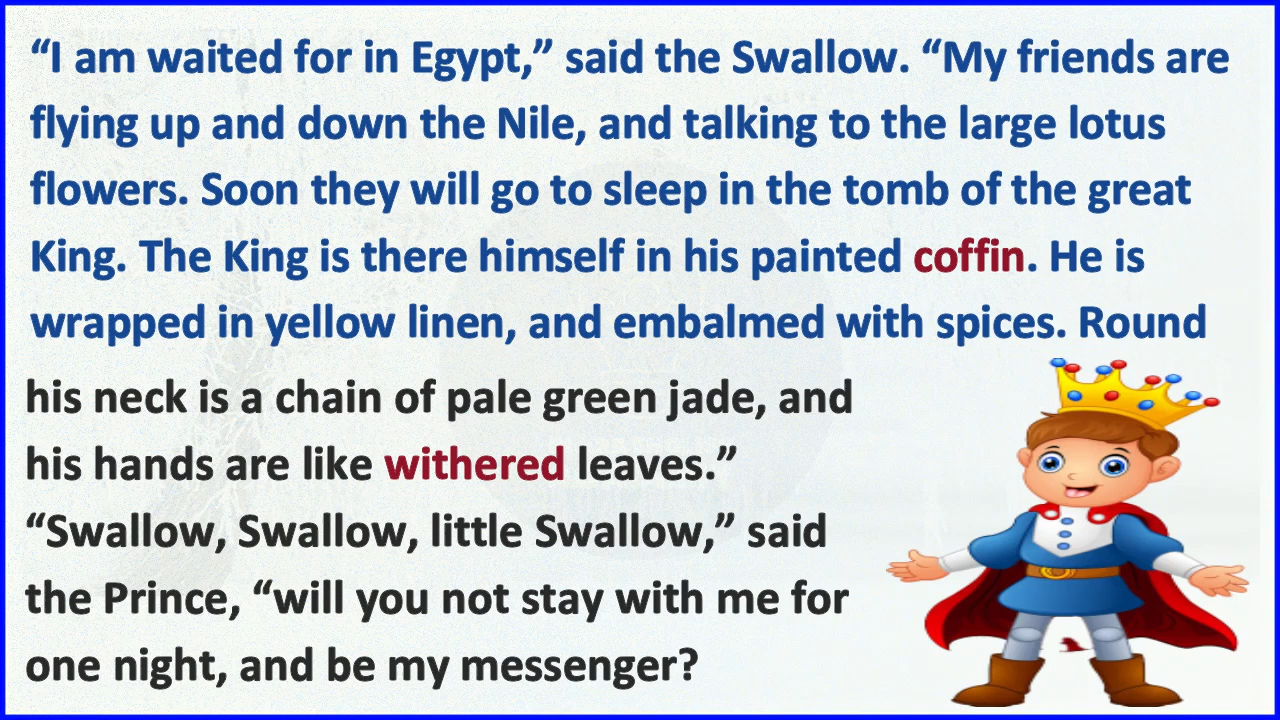 “I am waited for in Egypt,” said the Swallow. “My friends are
flying up and down the Nile, and talking to the large lotus
flowers. Soon they will go to sleep in the tomb of the great
King. The King is there himself in his painted coffin. He is
wrapped in yellow linen, and embalmed with spices. Round
his neck is a chain of pale green jade, and
his hands are like withered leaves.”
“Swallow, Swallow, little Swallow,” said
the Prince, “will you not stay with me for
one night, and be my messenger?